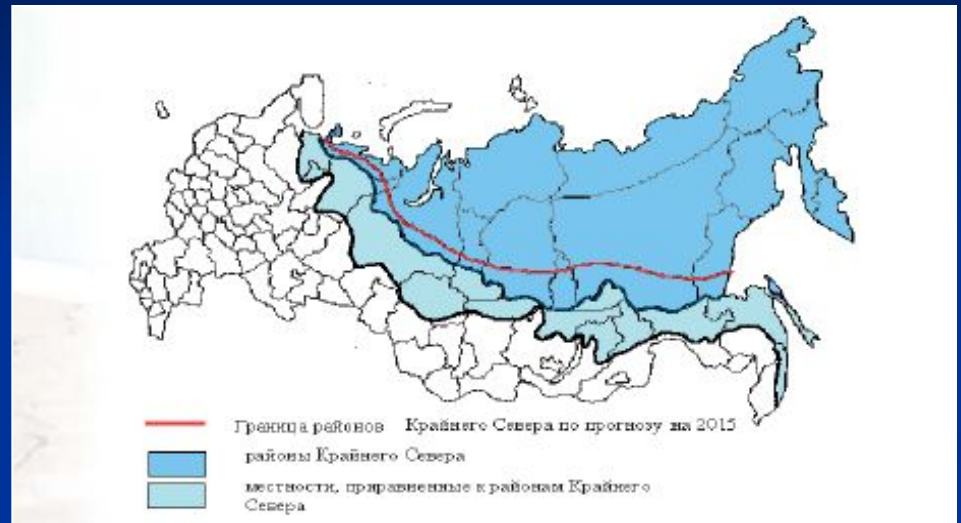 Граница районов Крайнего Севера по прогнозу на 2015
районы Крайнего Севера
местности, приравненные к районам Крайнего
Севера